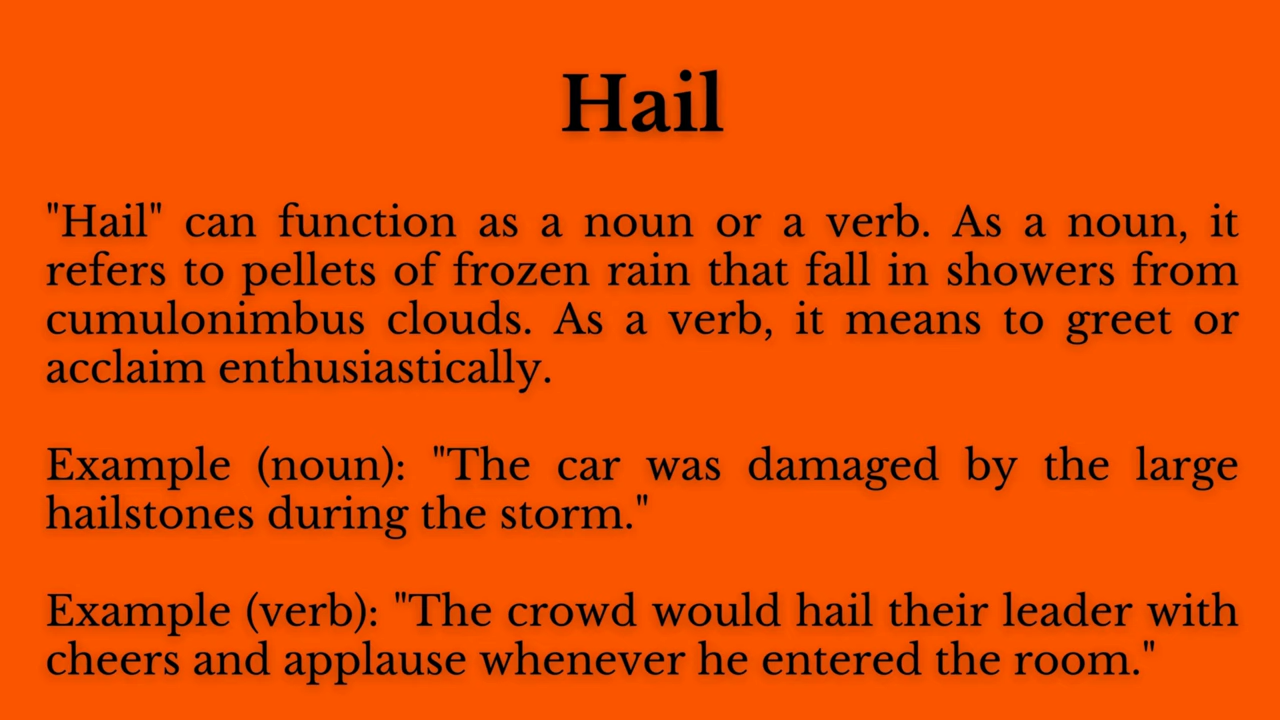 Hail
"Hail" can function as a noun or a verb. As a noun, it
refers to pellets of frozen rain that fall in showers from
cumulonimbus clouds. As a verb, it means to greet or
acclaim enthusiastically.
Example (noun): "The car was damaged by the large
hailstones during the storm."
Example (verb): "The crowd would hail their leader with
cheers and applause whenever he entered the room."